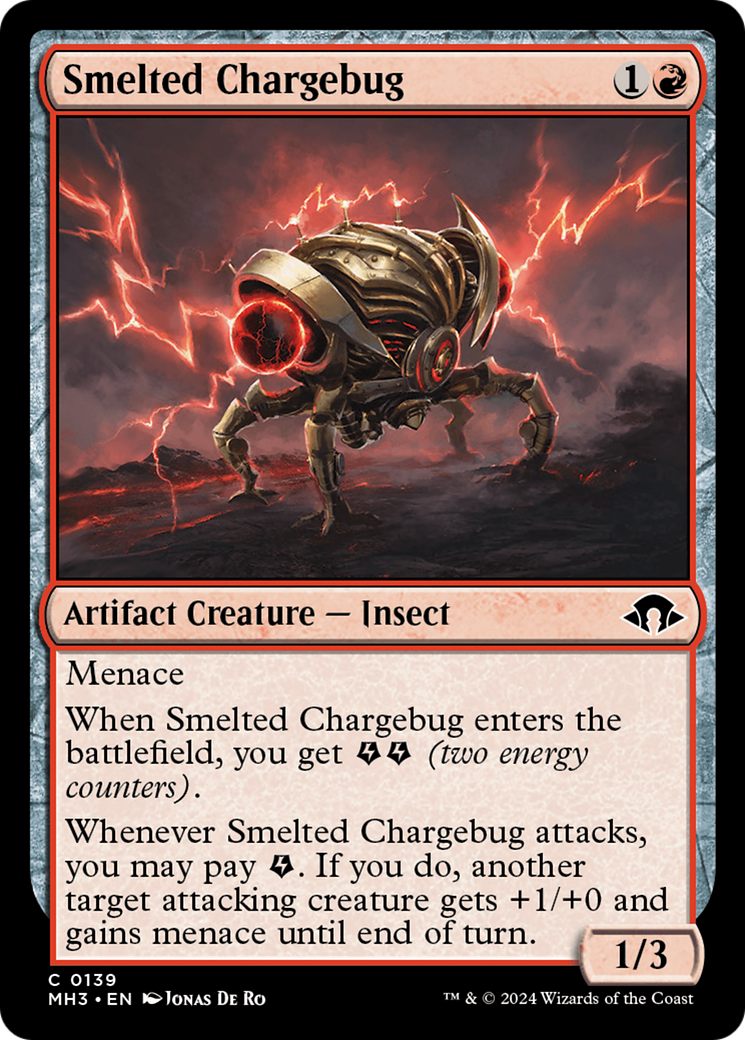 Smelted Chargebug 1
Artifact Creature — Insect
Menace
When Smelted Chargebug enters the
battlefield, you get (two energy
counters).
Whenever Smelted Chargebug attacks,
you may pay . If you do, another
target attacking creature gets +1/+0 and
gains menace until end of turn.
1/3
C 0139
MH3 • EN Jonas De Ro
™ & © 2024 Wizards of the Coast